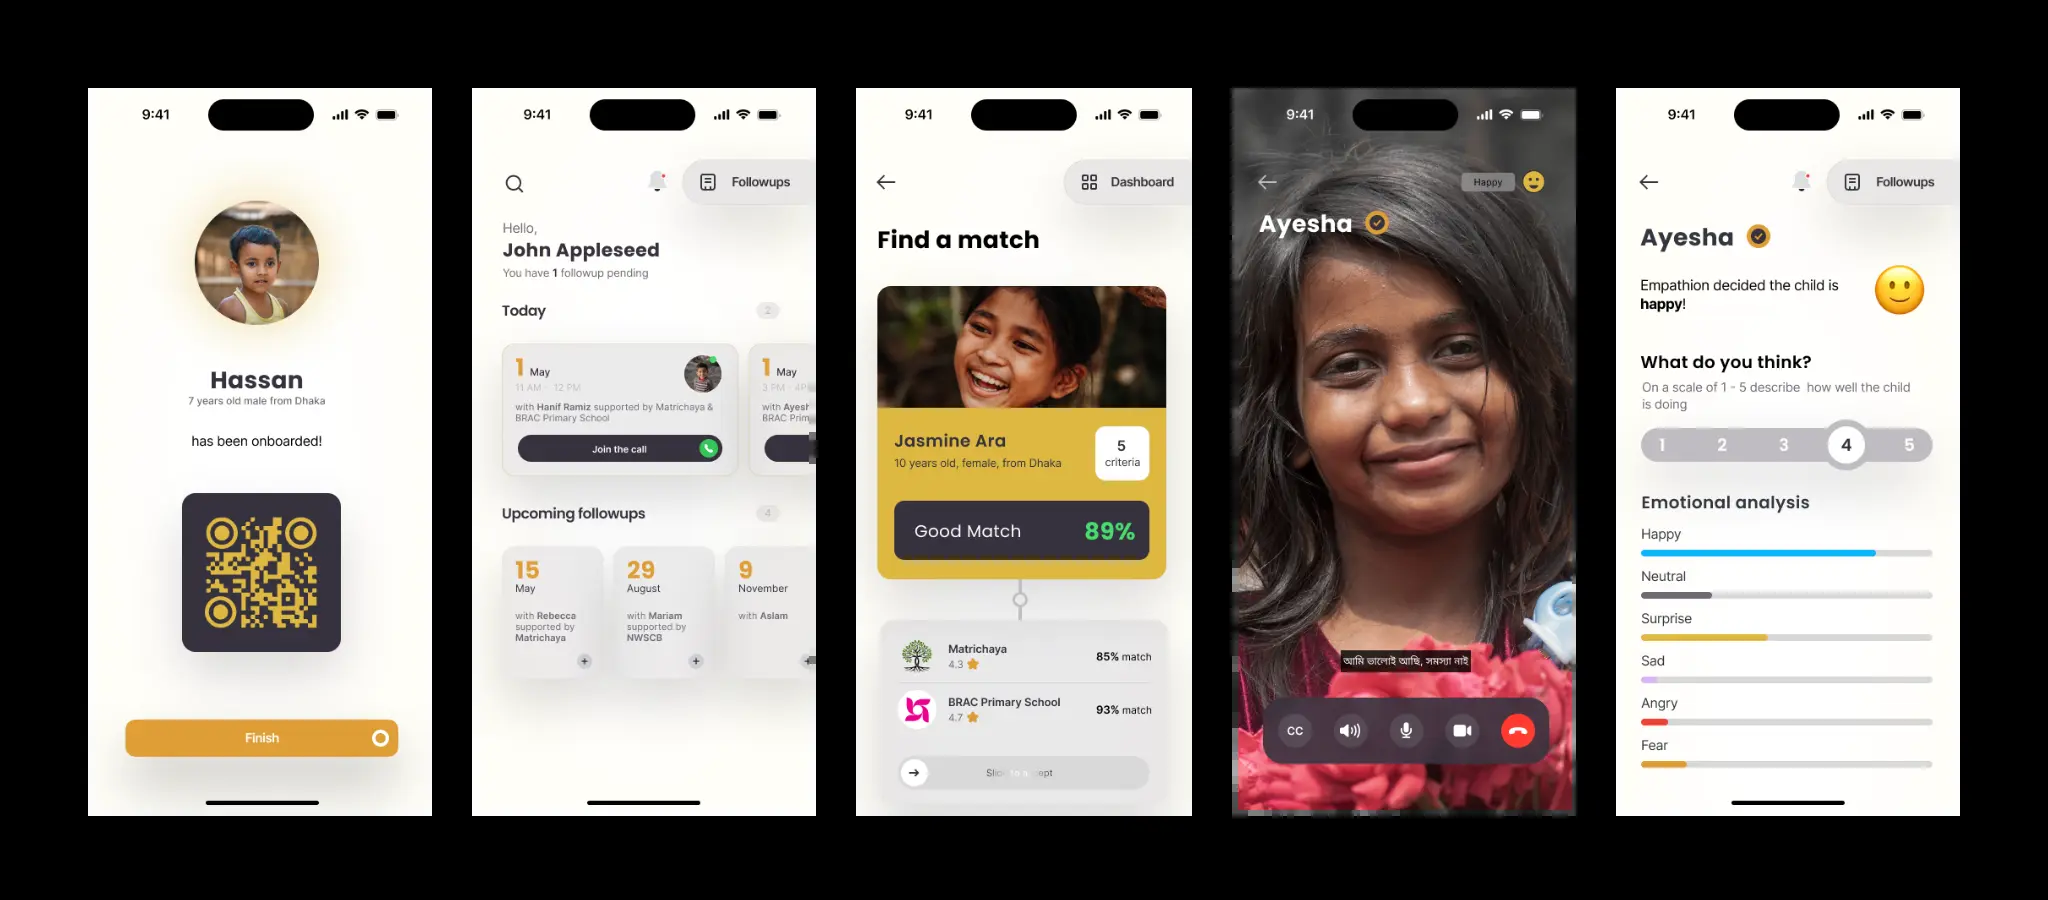 9:41
Hassan
7 years old male from Dhaka
has been onboarded!
Finish
9:41
Followups
Hello,
John Appleseed
You have 1 followup pending
Today
2
1 May
11 AM - 12 PM
with Hanif Ramiz supported by Matrichaya &
BRAC Primary School
Join the call
1 May
3 PM - 4P
with Ayesh
BRAC Prim
Upcoming followups
4
15
May
with Rebecca
supported by
Matrichaya
+
29
August
with Mariam
supported by
NWSCB
+
9
November
with Aslam
+
9:41
Dashboard
Find a match
Jasmine Ara
10 years old, female, from Dhaka
5
criteria
Good Match 89%
Matrichaya
4.3
85% match
BRAC Primary School
4.7
93% match
9:41
Happy
Ayesha
আমি ভালোই আছি, সমস্যা নাই
CC
9:41
Followups
Ayesha
Empathion decided the child is
happy!
What do you think?
On a scale of 1 - 5 describe how well the child
is doing
1 2 3 4 5
Emotional analysis
Happy
Neutral
Surprise
Sad
Angry
Fear